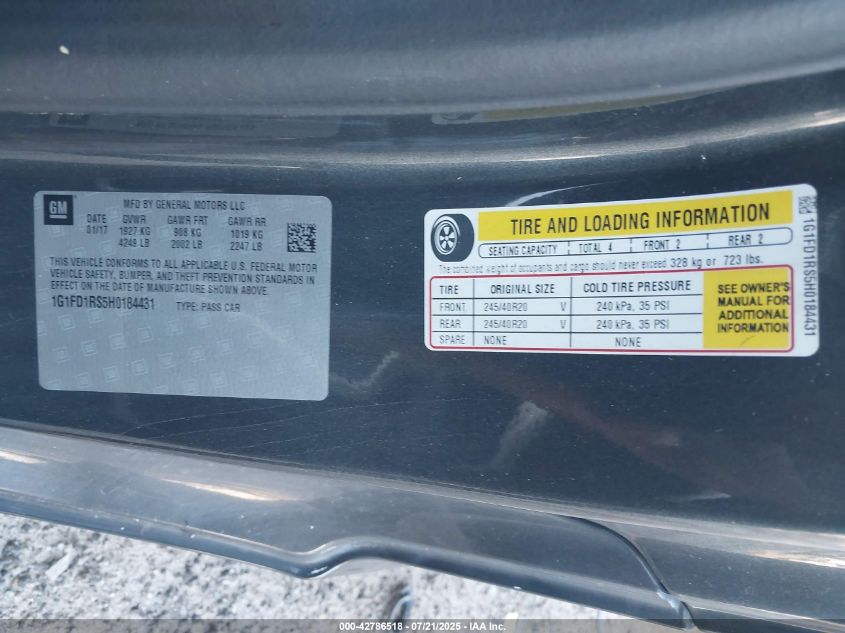 GM
MFD BY GENERAL MOTORS LLC
DATE GVWR GAWR FRT GAWR RR
01/17 1927 KG 908 KG 1019 KG
4248 LB 2002 LB 2247 LB
THIS VEHICLE CONFORMS TO ALL APPLICABLE U.S. FEDERAL MOTOR
VEHICLE SAFETY, BUMPER, AND THEFT PREVENTION STANDARDS IN
EFFECT ON THE DATE OF MANUFACTURE SHOWN ABOVE.
1G1FD1RS5H0184431 TYPE: PASS CAR
TIRE AND LOADING INFORMATION
SEATING CAPACITY TOTAL 4 FRONT 2 REAR 2
The combined weight of occupants and cargo should never exceed 328 kg or 723 lbs.
TIRE ORIGINAL SIZE COLD TIRE PRESSURE
FRONT 245/40R20 V 240 kPa, 35 PSI
REAR 245/40R20 V 240 kPa, 35 PSI
SPARE NONE NONE
SEE OWNER'S
MANUAL FOR
ADDITIONAL
INFORMATION
1G1FD1RS5H0184431
000-42786518 - 07/21/2025 - IAA Inc.